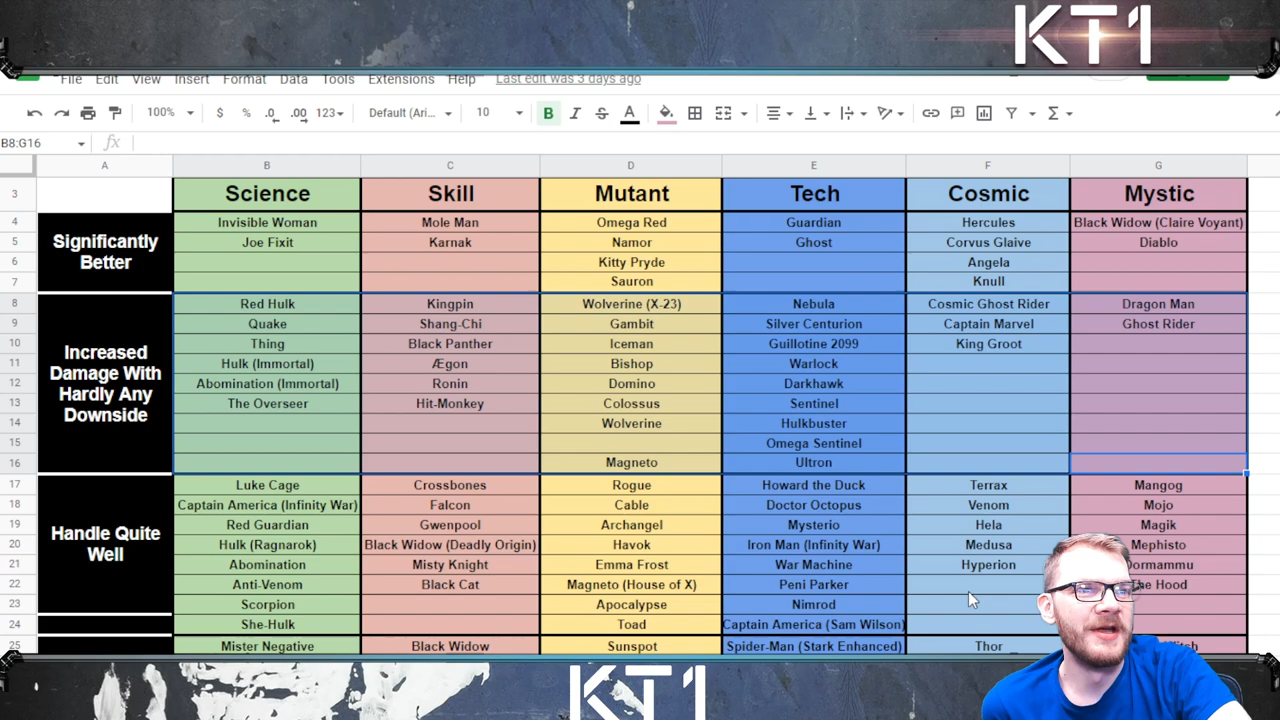 KT1
File Edit View Insert Format Data Tools Extensions Help Last edit was 3 days ago
100% $ % .0 .00 123 Default (Ari... 10 B I S A
B8:G16 fx
A B C D E F G
3 Science Skill Mutant Tech Cosmic Mystic
Significantly Better
4 Invisible Woman Mole Man Omega Red Guardian Hercules Black Widow (Claire Voyant)
5 Joe Fixit Karnak Namor Ghost Corvus Glaive Diablo
6 Kitty Pryde Angela
7 Sauron Knull
Increased Damage With Hardly Any Downside
8 Red Hulk Kingpin Wolverine (X-23) Nebula Cosmic Ghost Rider Dragon Man
9 Quake Shang-Chi Gambit Silver Centurion Captain Marvel Ghost Rider
10 Thing Black Panther Iceman Guillotine 2099 King Groot
11 Hulk (Immortal) Ægon Bishop Warlock
12 Abomination (Immortal) Ronin Domino Darkhawk
13 The Overseer Hit-Monkey Colossus Sentinel
14 Wolverine Hulkbuster
15 Omega Sentinel
16 Magneto Ultron
Handle Quite Well
17 Luke Cage Crossbones Rogue Howard the Duck Terrax Mangog
18 Captain America (Infinity War) Falcon Cable Doctor Octopus Venom Mojo
19 Red Guardian Gwenpool Archangel Mysterio Hela Magik
20 Hulk (Ragnarok) Black Widow (Deadly Origin) Havok Iron Man (Infinity War) Medusa Mephisto
21 Abomination Misty Knight Emma Frost War Machine Hyperion Dormammu
22 Anti-Venom Black Cat Magneto (House of X) Peni Parker The Hood
23 Scorpion Apocalypse Nimrod
24 She-Hulk Toad Captain America (Sam Wilson)
25 Mister Negative Black Widow Sunspot Spider-Man (Stark Enhanced) Thor
KT1